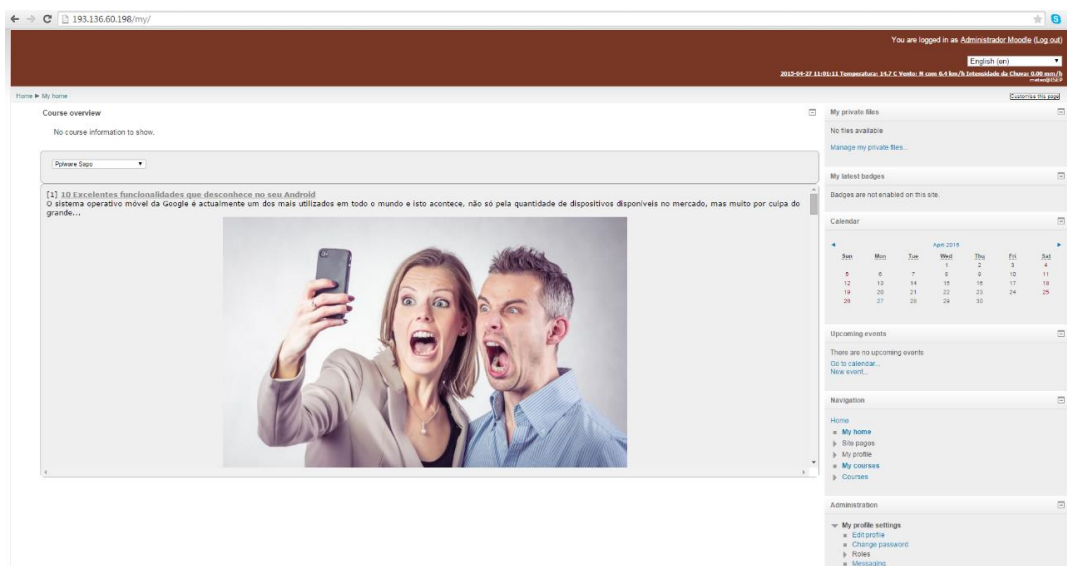 193.136.60.198/my/
You are logged in as Administrador Moodle (Log out)
English (en)
2015-04-27 11:01:11 Temperatura: 14.7 C Vento: N com 6.4 km/h Intensidade da Chuva: 0.00 mm/h
meteo@ISEP
Home ► My home
Customise this page
Course overview
No course information to show.
Pplware Sapo
[1] 10 Excelentes funcionalidades que desconhece no seu Android
O sistema operativo móvel da Google é actualmente um dos mais utilizados em todo o mundo e isto acontece, não só pela quantidade de dispositivos disponíveis no mercado, mas muito por culpa do
grande...
My private files
No files available
Manage my private files...
My latest badges
Badges are not enabled on this site.
Calendar
April 2015
Sun Mon Tue Wed Thu Fri Sat
1 2 3 4
5 6 7 8 9 10 11
12 13 14 15 16 17 18
19 20 21 22 23 24 25
26 27 28 29 30
Upcoming events
There are no upcoming events
Go to calendar...
New event...
Navigation
Home
My home
Site pages
My profile
My courses
Courses
Administration
My profile settings
Edit profile
Change password
Roles
Messaging